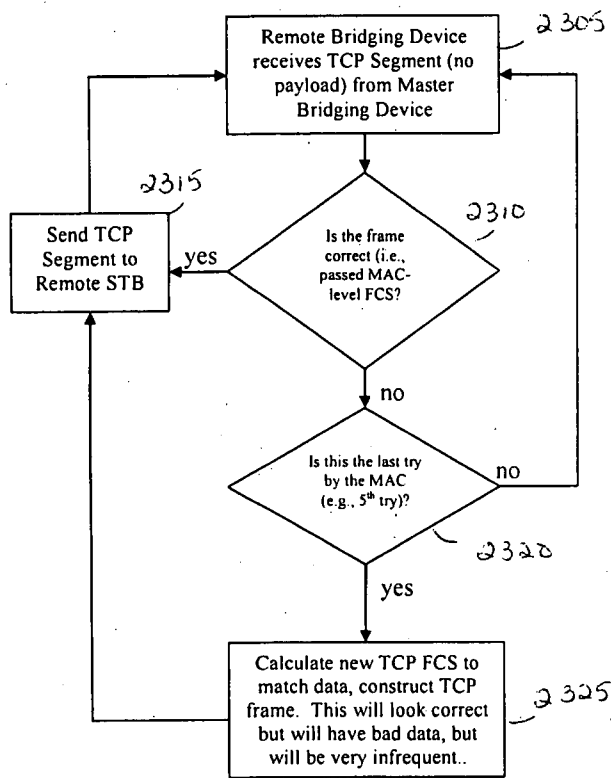 2305
Remote Bridging Device
receives TCP Segment (no
payload) from Master
Bridging Device
2315
Send TCP
Segment to
Remote STB
yes
2310
Is the frame
correct (i.e.,
passed MAC-
level FCS?
no
Is this the last try
by the MAC
(e.g., 5th try)?
no
2320
yes
Calculate new TCP FCS to
match data, construct TCP
frame. This will look correct
but will have bad data, but
will be very infrequent..
2325